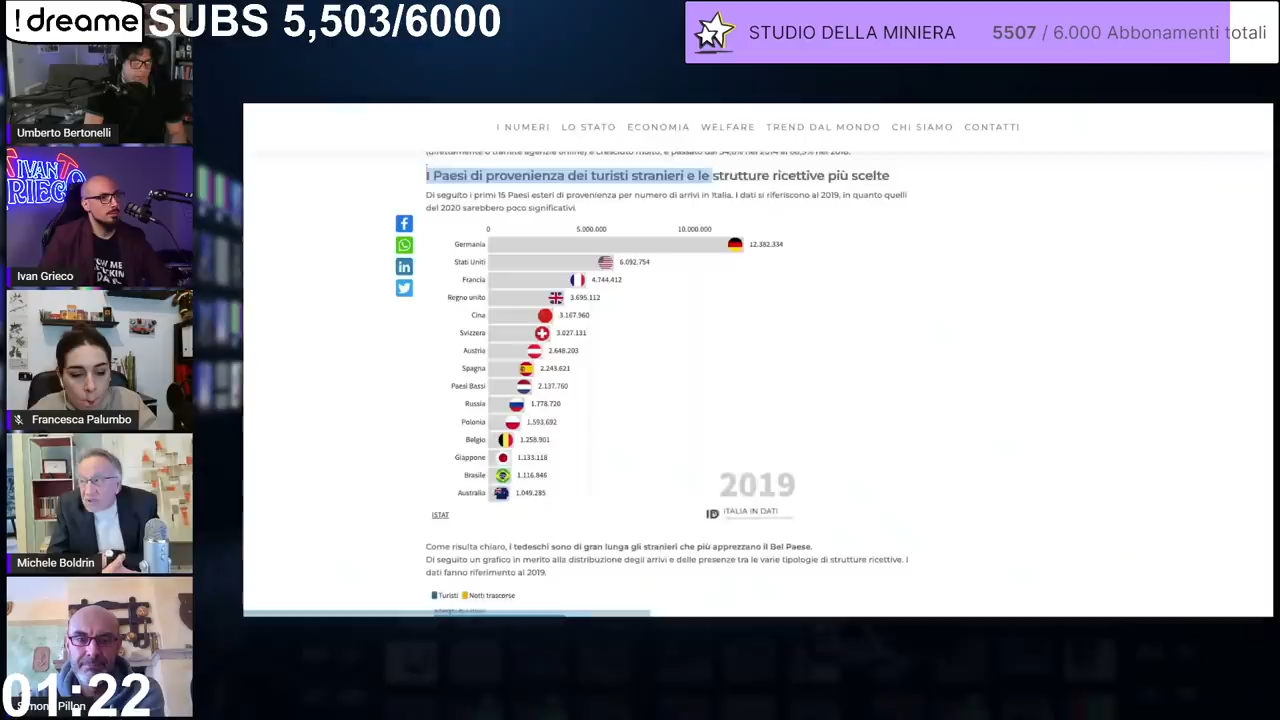 !dreame SUBS 5,503/6000
STUDIO DELLA MINIERA 5507 / 6.000 Abbonamenti totali
Umberto Bertonelli
IVAN
GRIECO
Ivan Grieco
Francesca Palumbo
Michele Boldrin
Simone Pillon
01:22
I NUMERI LO STATO ECONOMIA WELFARE TREND DAL MONDO CHI SIAMO CONTATTI
I Paesi di provenienza dei turisti stranieri e le strutture ricettive più scelte
Di seguito i primi 15 Paesi esteri di provenienza per numero di arrivi in Italia. I dati si riferiscono al 2019, in quanto quelli
del 2020 sarebbero poco significativi.
0 5.000.000 10.000.000
Germania 12.382.334
Stati Uniti 6.092.754
Francia 4.744.412
Regno unito 3.695.112
Cina 3.167.960
Svizzera 3.027.131
Austria 2.648.203
Spagna 2.243.621
Paesi Bassi 2.137.760
Russia 1.778.720
Polonia 1.593.692
Belgio 1.258.901
Giappone 1.133.118
Brasile 1.116.846
Australia 1.049.285
2019
ISTAT
ID ITALIA IN DATI
Come risulta chiaro, i tedeschi sono di gran lunga gli stranieri che più apprezzano il Bel Paese.
Di seguito un grafico in merito alla distribuzione degli arrivi e delle presenze tra le varie tipologie di strutture ricettive. I
dati fanno riferimento al 2019.
Turisti Notti trascorse